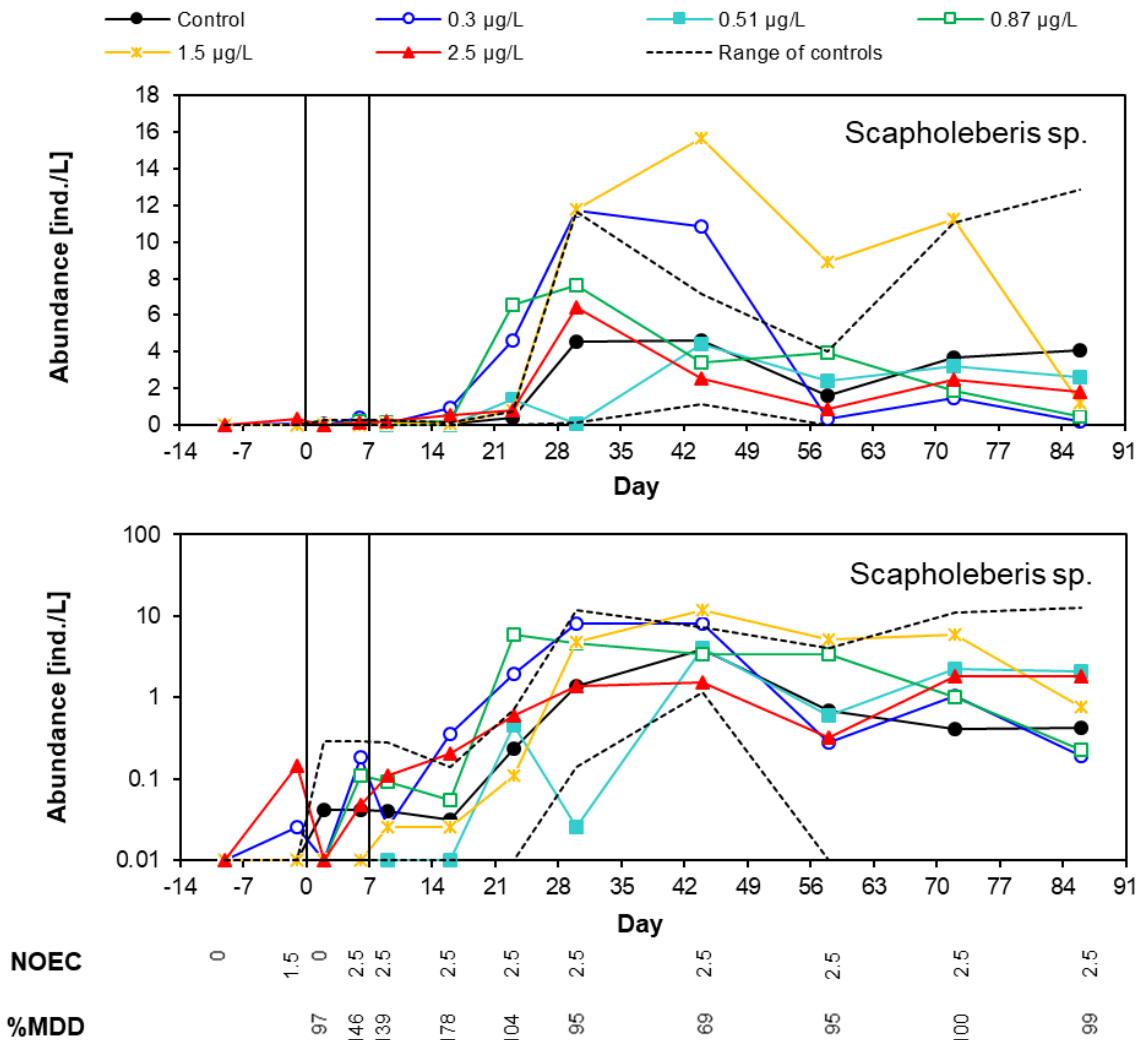 Control 0.3 µg/L 0.51 µg/L 0.87 µg/L
1.5 µg/L 2.5 µg/L Range of controls
18
16
14
12
10
8
6
4
2
0
Abundance [ind./L]
Scapholeberis sp.
-14 -7 0 7 14 21 28 35 42 49 56 63 70 77 84 91
Day
100
10
1
0.1
0.01
Abundance [ind./L]
Scapholeberis sp.
-14 -7 0 7 14 21 28 35 42 49 56 63 70 77 84 91
Day
NOEC 0 1.5 0 2.5 2.5 2.5 2.5 2.5 2.5 2.5 2.5 2.5
%MDD 97 146 139 178 104 95 69 95 100 99